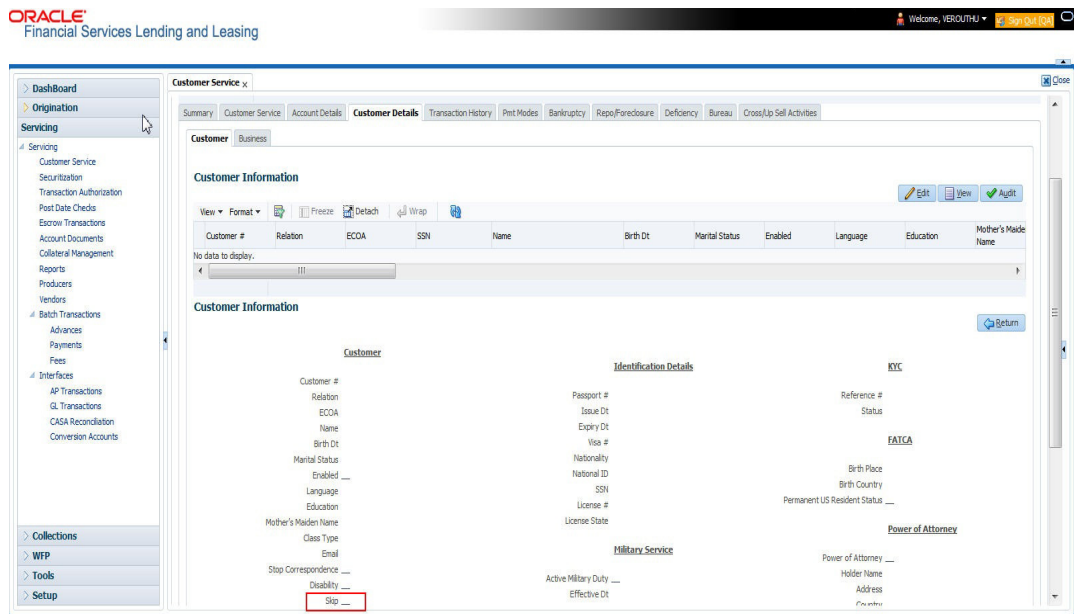 ORACLE
Financial Services Lending and Leasing
Welcome, VEROUTHU
Sign Out [QA]
DashBoard
Origination
Servicing
Servicing
Customer Service
Securitization
Transaction Authorization
Post Date Checks
Escrow Transactions
Account Documents
Collateral Management
Reports
Producers
Vendors
Batch Transactions
Advances
Payments
Fees
Interfaces
AP Transactions
GL Transactions
CASA Reconciliation
Conversion Accounts
Collections
WFP
Tools
Setup
Customer Service x
Close
Summary Customer Service Account Details Customer Details Transaction History Pmt Modes Bankruptcy Repo/Foreclosure Deficiency Bureau Cross/Up Sell Activities
Customer Business
Customer Information
Edit View Audit
View Format Freeze Detach Wrap
Customer # Relation ECOA SSN Name Birth Dt Marital Status Enabled Language Education Mother's Maide
Name
No data to display.
Customer Information
Return
Customer
Customer #
Relation
ECOA
Name
Birth Dt
Marital Status
Enabled
Language
Education
Mother's Maiden Name
Class Type
Email
Stop Correspondence
Disability
Skip
Identification Details
Passport #
Issue Dt
Expiry Dt
Visa #
Nationality
National ID
SSN
License #
License State
Military Service
Active Military Duty
Effective Dt
KYC
Reference #
Status
FATCA
Birth Place
Birth Country
Permanent US Resident Status
Power of Attorney
Power of Attorney
Holder Name
Address
Country